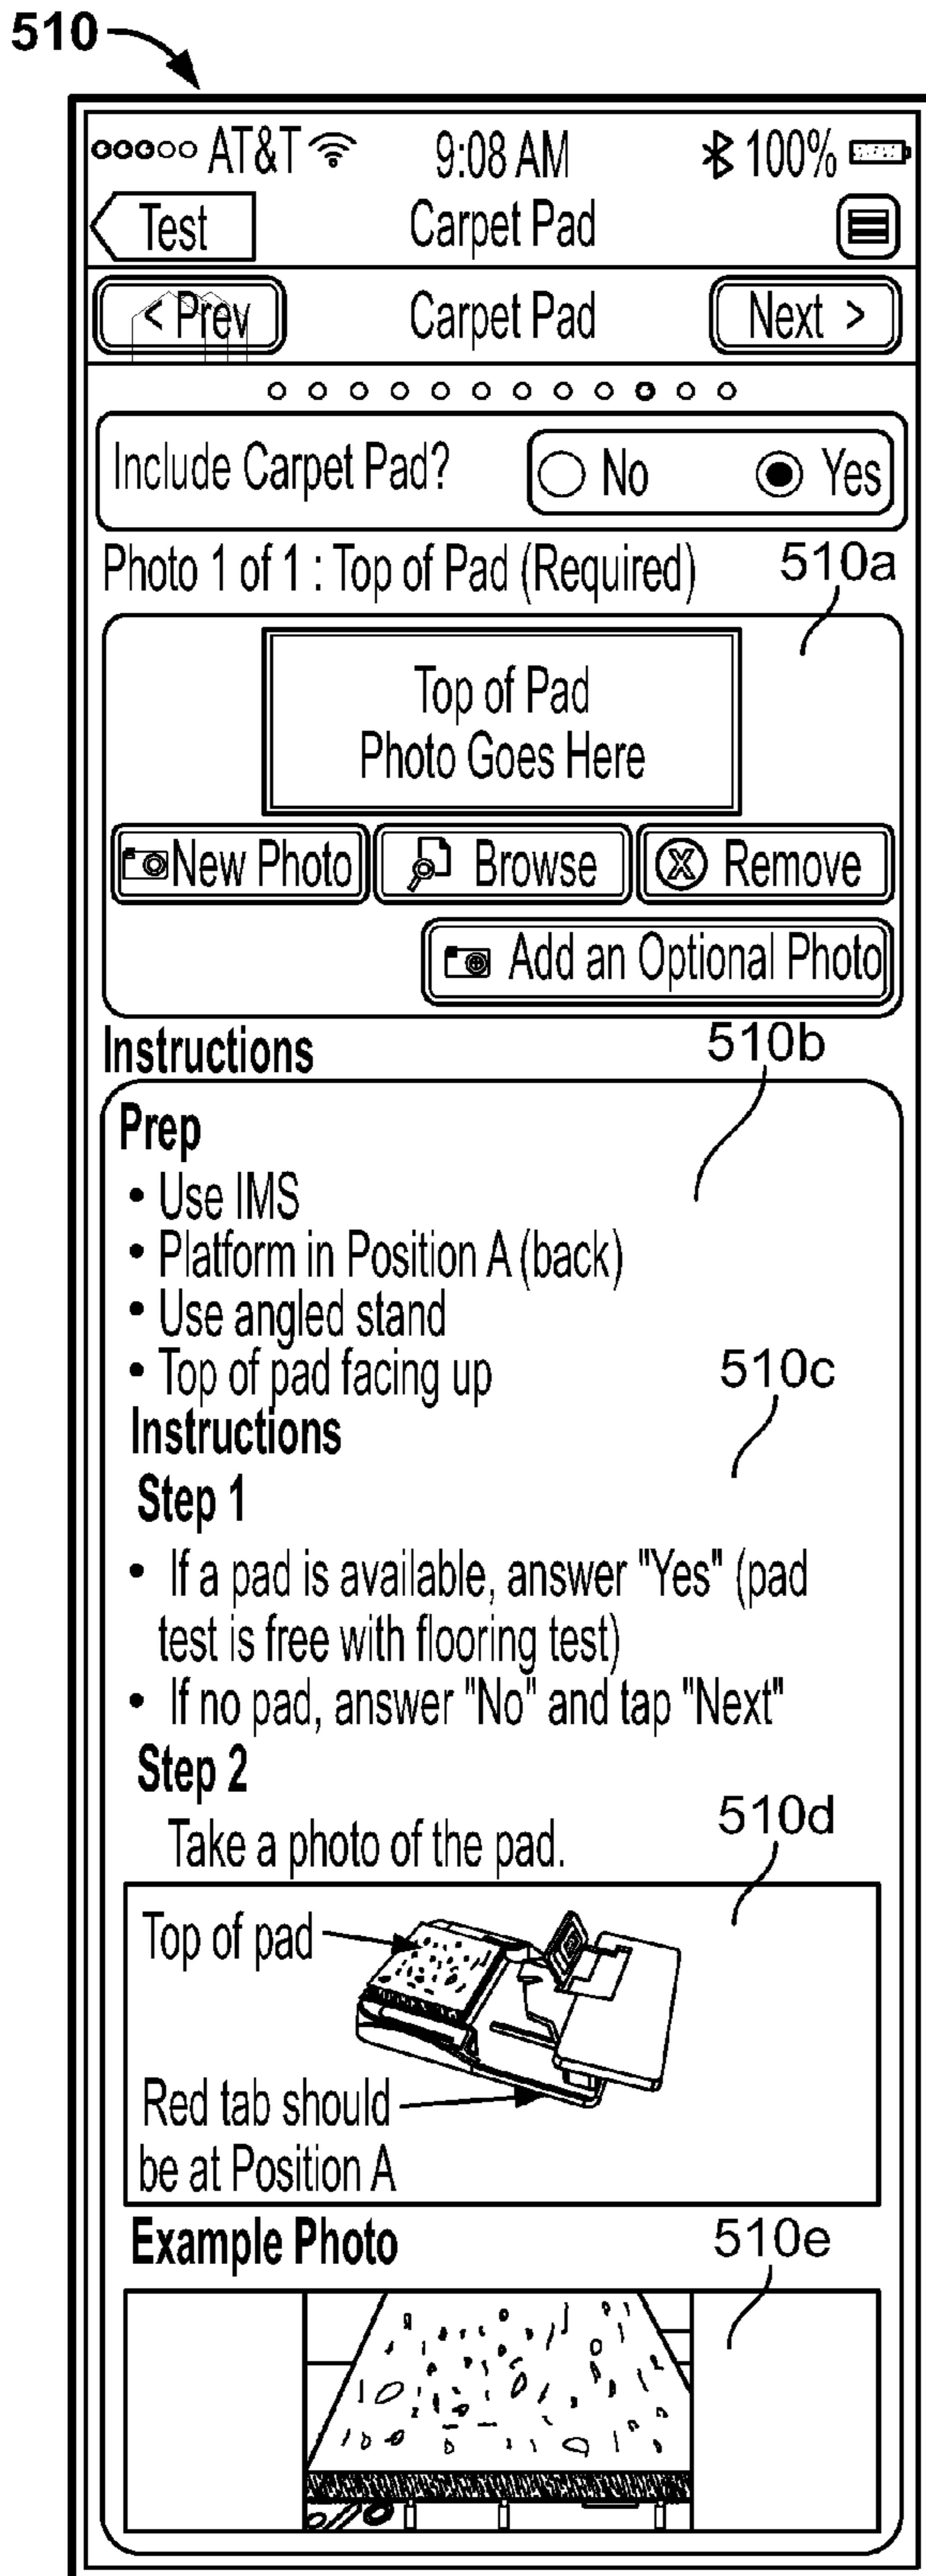 510
AT&T 9:08 AM 100%
Test Carpet Pad
< Prev Carpet Pad Next >
Include Carpet Pad? No Yes
Photo 1 of 1 : Top of Pad (Required) 510a
Top of Pad
Photo Goes Here
New Photo Browse Remove
Add an Optional Photo
Instructions 510b
Prep
• Use IMS
• Platform in Position A (back)
• Use angled stand
• Top of pad facing up 510c
Instructions
Step 1
• If a pad is available, answer "Yes" (pad
test is free with flooring test)
• If no pad, answer "No" and tap "Next"
Step 2
Take a photo of the pad. 510d
Top of pad
Red tab should
be at Position A
Example Photo 510e